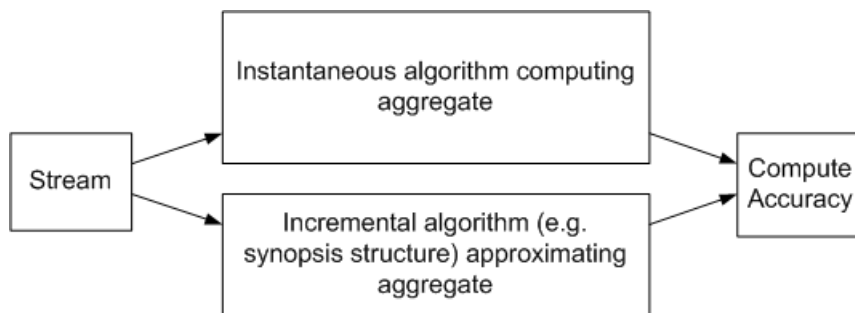 Instantaneous algorithm computing
aggregate
Stream
Compute
Accuracy
Incremental algorithm (e.g.
synopsis structure) approximating
aggregate